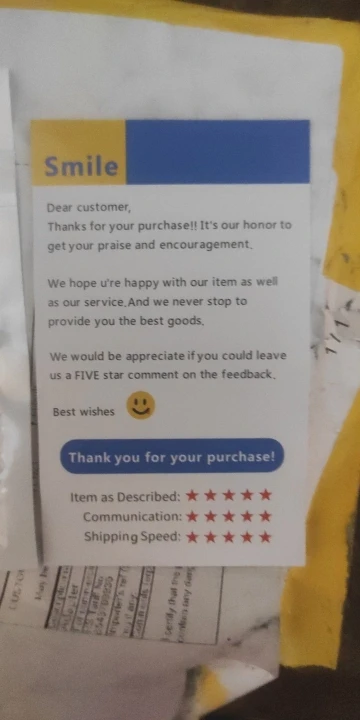 Smile
Dear customer,
Thanks for your purchase!! It's our honor to
get your praise and encouragement.
We hope u're happy with our item as well
as our service.And we never stop to
provide you the best goods.
We would be appreciate if you could leave
us a FIVE star comment on the feedback.
Best wishes
Thank you for your purchase!
Item as Described: ★★★★★
Communication: ★★★★★
Shipping Speed: ★★★★★
1/1